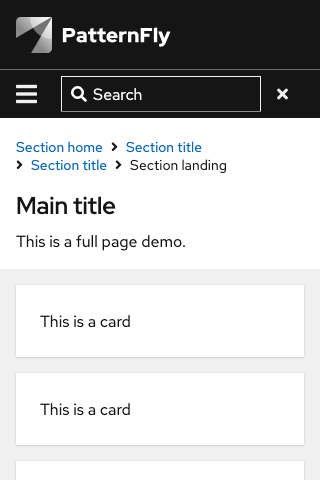 PatternFly
Search
Section home > Section title
> Section title > Section landing
Main title
This is a full page demo.
This is a card
This is a card